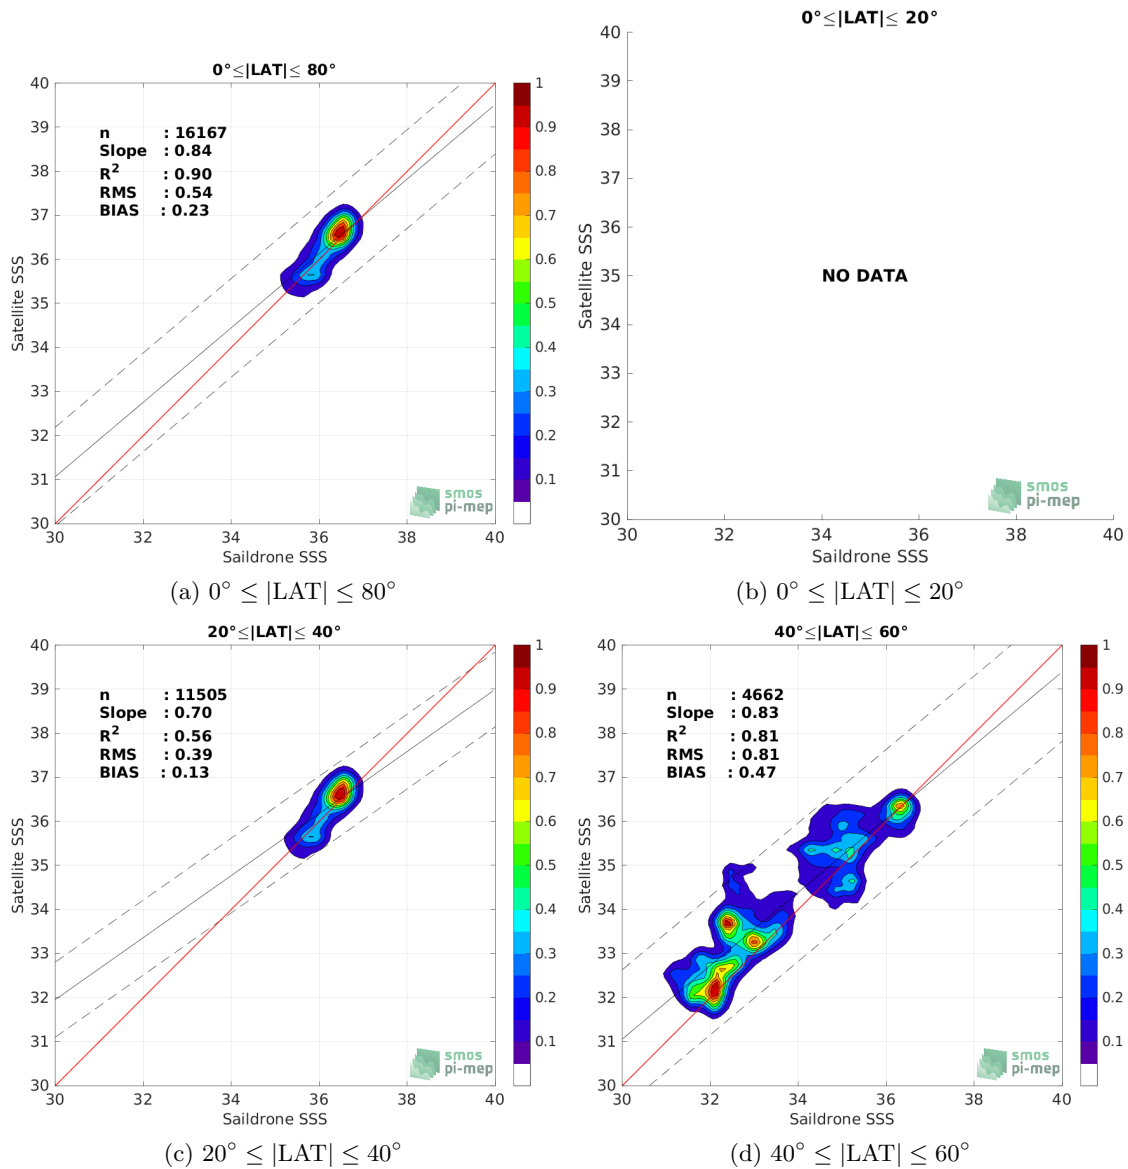 0°≤|LAT|≤ 80°
40
39
38
37
36
35
34
33
32
31
30
Satellite SSS
n : 16167
Slope : 0.84
R² : 0.90
RMS : 0.54
BIAS : 0.23
smos
pi-mep
30 32 34 36 38 40
Saildrone SSS
1
0.9
0.8
0.7
0.6
0.5
0.4
0.3
0.2
0.1
(a) 0° ≤ |LAT| ≤ 80°
0°≤|LAT|≤ 20°
40
39
38
37
36
35
34
33
32
31
30
Satellite SSS
NO DATA
smos
pi-mep
30 32 34 36 38 40
Saildrone SSS
(b) 0° ≤ |LAT| ≤ 20°
20°≤|LAT|≤ 40°
40
39
38
37
36
35
34
33
32
31
30
Satellite SSS
n : 11505
Slope : 0.70
R² : 0.56
RMS : 0.39
BIAS : 0.13
smos
pi-mep
30 32 34 36 38 40
Saildrone SSS
1
0.9
0.8
0.7
0.6
0.5
0.4
0.3
0.2
0.1
(c) 20° ≤ |LAT| ≤ 40°
40°≤|LAT|≤ 60°
40
39
38
37
36
35
34
33
32
31
30
Satellite SSS
n : 4662
Slope : 0.83
R² : 0.81
RMS : 0.81
BIAS : 0.47
smos
pi-mep
30 32 34 36 38 40
Saildrone SSS
1
0.9
0.8
0.7
0.6
0.5
0.4
0.3
0.2
0.1
(d) 40° ≤ |LAT| ≤ 60°